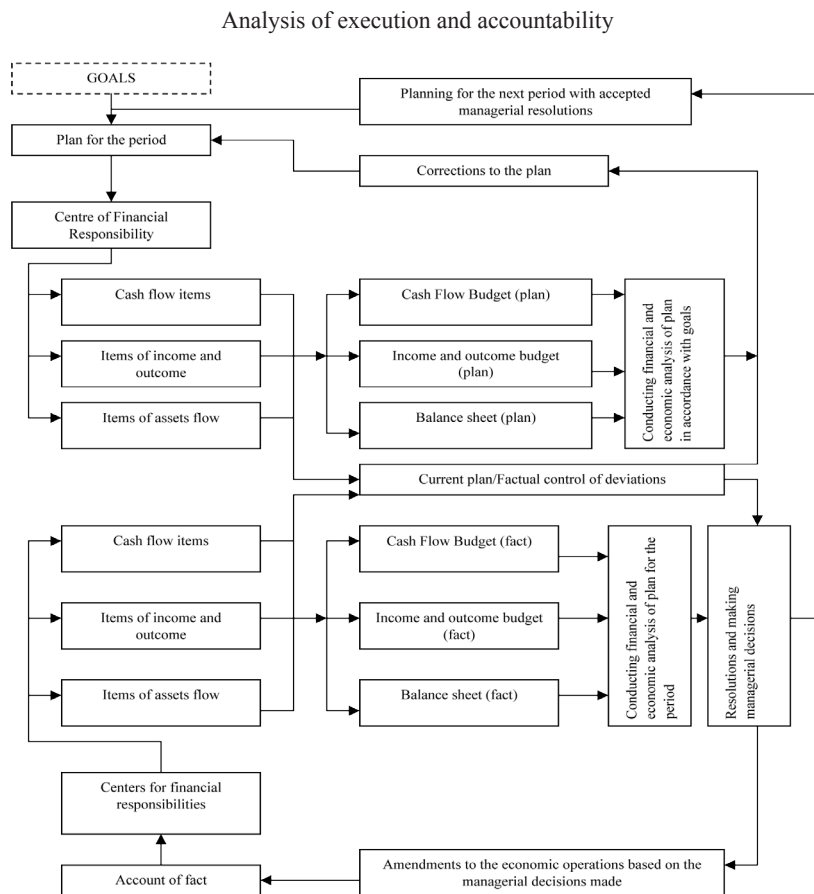 Analysis of execution and accountability
GOALS
Planning for the next period with accepted
managerial resolutions
Plan for the period
Corrections to the plan
Centre of Financial
Responsibility
Cash flow items
Cash Flow Budget (plan)
Items of income and
outcome
Income and outcome budget
(plan)
Items of assets flow
Balance sheet (plan)
Conducting financial and
economic analysis of plan
in accordance with goals
Current plan/Factual control of deviations
Cash flow items
Cash Flow Budget (fact)
Items of income and
outcome
Income and outcome budget
(fact)
Items of assets flow
Balance sheet (fact)
Conducting financial and
economic analysis of plan for the
period
Resolutions and making
managerial decisions
Centers for financial
responsibilities
Account of fact
Amendments to the economic operations based on the
managerial decisions made